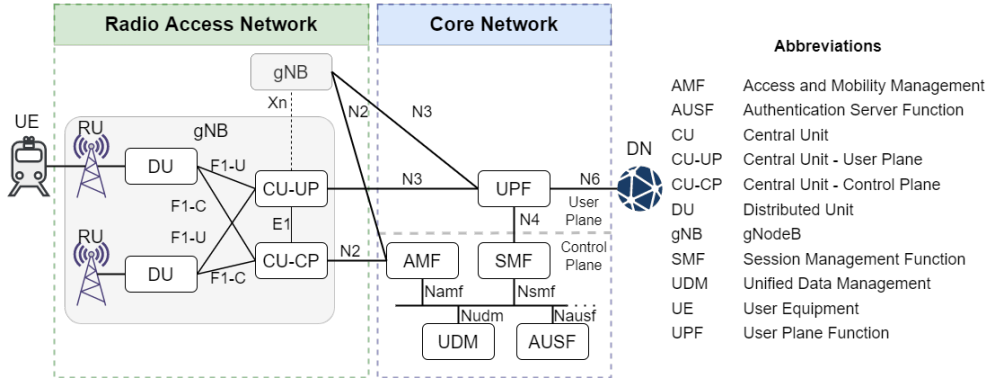 Radio Access Network
Core Network
Abbreviations
gNB
Xn
N2
N3
UE
RU
gNB
DU
F1-U
F1-C
CU-UP
N3
UPF
N6
User
Plane
DN
E1
N4
RU
F1-U
DU
F1-C
CU-CP
N2
AMF
SMF
Control
Plane
Namf
Nsmf
Nudm
Nausf
UDM
AUSF
AMF Access and Mobility Management
AUSF Authentication Server Function
CU Central Unit
CU-UP Central Unit - User Plane
CU-CP Central Unit - Control Plane
DU Distributed Unit
gNB gNodeB
SMF Session Management Function
UDM Unified Data Management
UE User Equipment
UPF User Plane Function